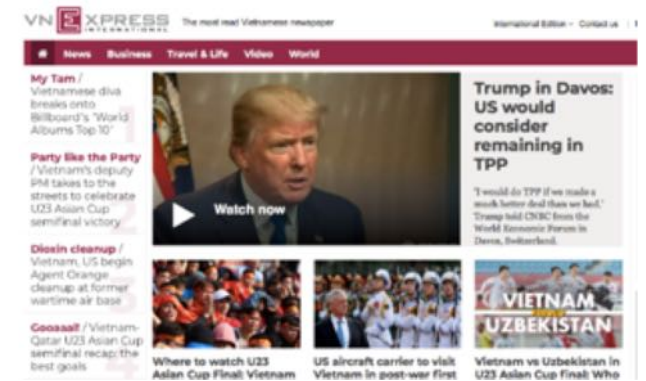 VN EXPRESS
INTERNATIONAL
The most read Vietnamese newspaper
International Edition
Contact us
News Business Travel & Life Video World
My Tam /
Vietnamese diva
breaks onto
Billboard's "World
Albums Top 10"
1
Party like the Party
/ Vietnam's deputy
PM takes to the
streets to celebrate
U23 Asian Cup
semifinal victory
2
Dioxin cleanup /
Vietnam, US begin
Agent Orange
cleanup at former
wartime air base
3
Gooaaal! / Vietnam-
Qatar U23 Asian Cup
semifinal recap: the
best goals
4
Watch now
Trump in Davos:
US would
consider
remaining in
TPP
"I would do TPP if we made a
much better deal than we had,"
Trump told CNBC from the
World Economic Forum in
Davos, Switzerland.
Where to watch U23
Asian Cup Final: Vietnam
US aircraft carrier to visit
Vietnam in post-war first
VIETNAM
UZBEKISTAN
Vietnam vs Uzbekistan in
U23 Asian Cup final: Who